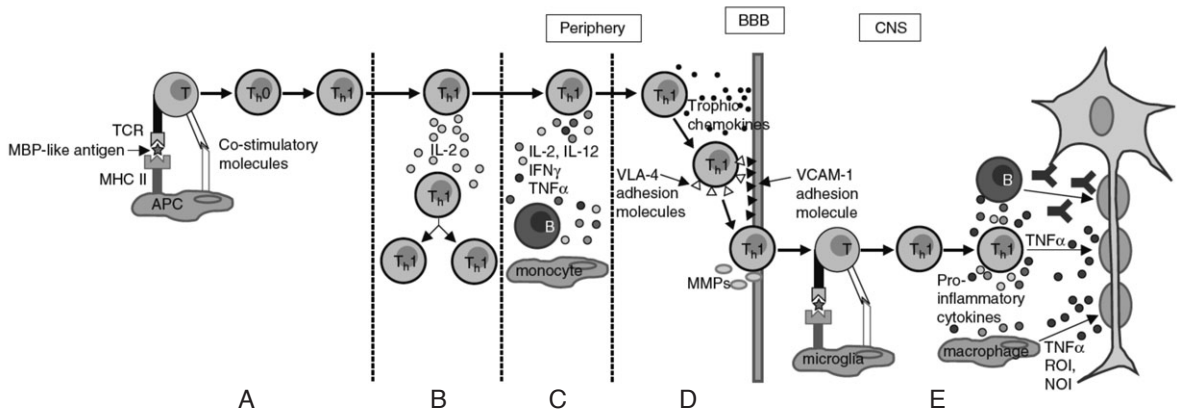 Periphery
BBB
CNS
T
Th0
Th1
TCR
MBP-like antigen
MHC II
APC
Co-stimulatory
molecules
Th1
IL-2
Th1
Th1
Th1
Th1
IL-2, IL-12
IFNγ
TNFα
B
monocyte
Th1
Trophic
chemokines
Th1
VLA-4
adhesion
molecules
VCAM-1
adhesion
molecule
Th1
MMPs
T
microglia
Th1
B
Th1
TNFα
Pro-
inflammatory
cytokines
macrophage
TNFα
ROI,
NOI
A
B
C
D
E